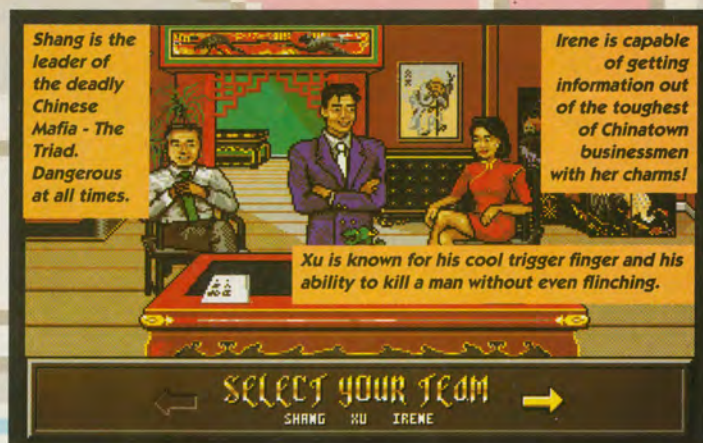 Shang is the
leader of
the deadly
Chinese
Mafia - The
Triad.
Dangerous
at all times.
Irene is capable
of getting
information out
of the toughest
of Chinatown
businessmen
with her charms!
Xu is known for his cool trigger finger and his
ability to kill a man without even flinching.
SELECT YOUR TEAM
SHANG XU IRENE